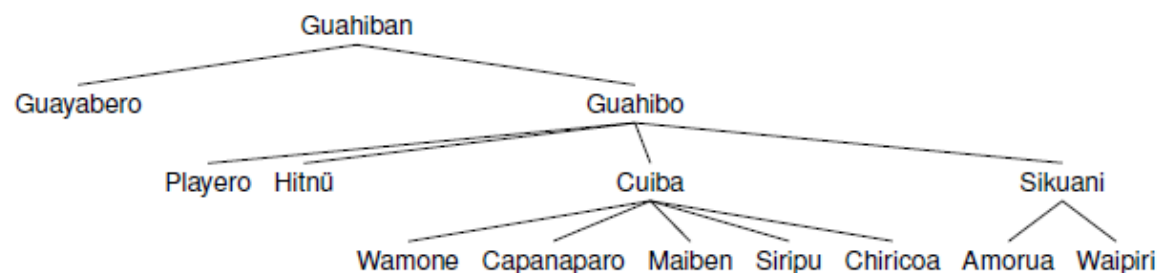 Guahiban
Guayabero Guahibo
Playero Hitnü Cuiba Sikuani
Wamone Capanaparo Maiben Siripu Chiricoa Amorua Waipiri